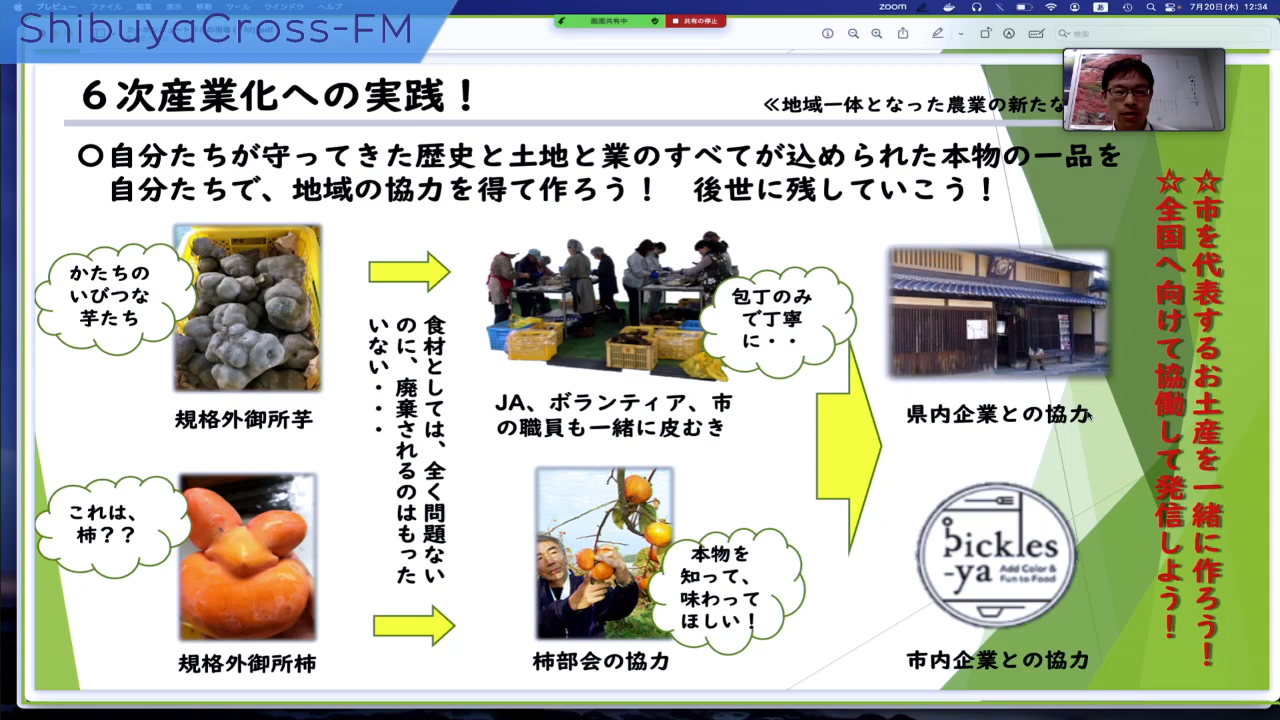 プレビュー ファイル 編集 表示 移動 ツール ウインドウ ヘルプ
zoom
7月20日(木) 12:34
ShibuyaCross-FM
画面共有中
共有の停止
検索
6次産業化への実践！
≪地域一体となった農業の新たな
〇自分たちが守ってきた歴史と土地と業のすべてが込められた本物の一品を
自分たちで、地域の協力を得て作ろう！ 後世に残していこう！
かたちの
いびつな
芋たち
規格外御所芋
これは、
柿？？
規格外御所柿
食材としては、全く問題ない
のに、廃棄されるのはもった
いない・・・
包丁のみ
で丁寧
に・・
JA、ボランティア、市
の職員も一緒に皮むき
本物を
知って、
味わって
ほしい！
柿部会の協力
県内企業との協力
Pickles
-ya
Add Color &
Fun to Food
市内企業との協力
☆市を代表するお土産を一緒に作ろう！
☆全国へ向けて協働して発信しよう！